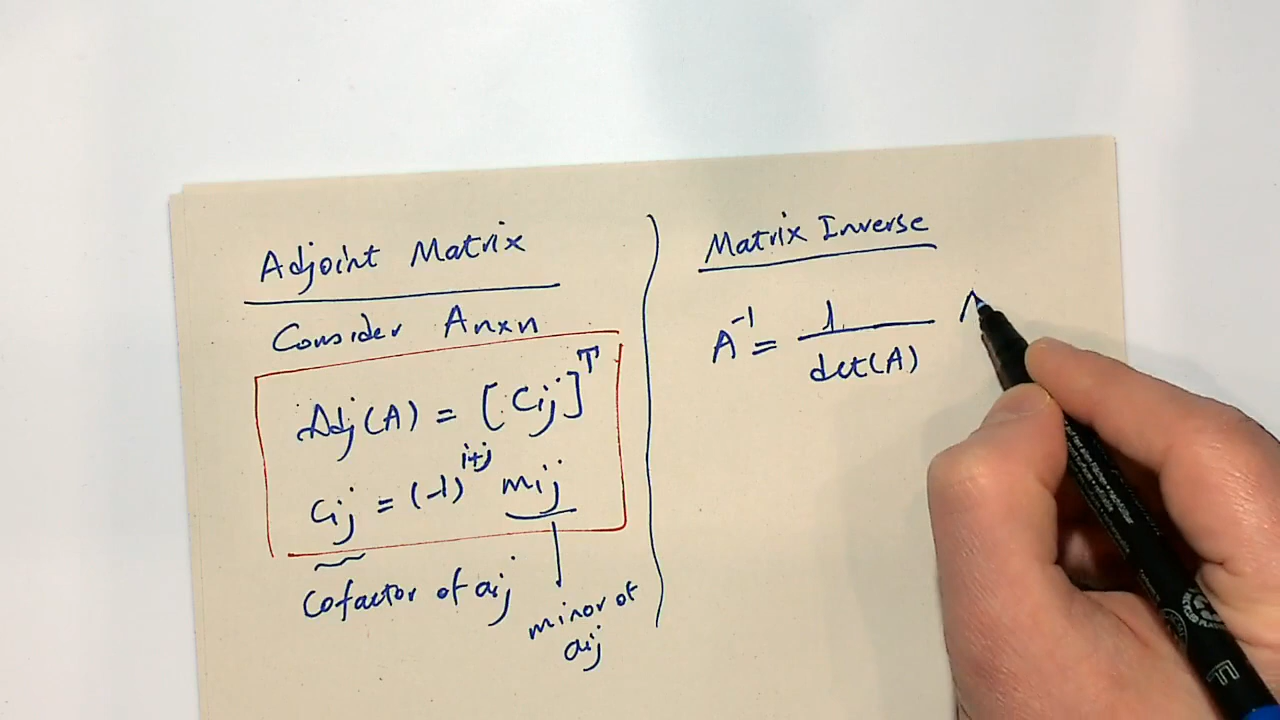 Adjoint Matrix
Consider Anxn
Adj(A) = [Cij]ᵀ
Cij = (-1)ⁱ⁺ʲ mij
Cofactor of aij
minor of
aij
Matrix Inverse
A⁻¹ = 1
det(A)
F